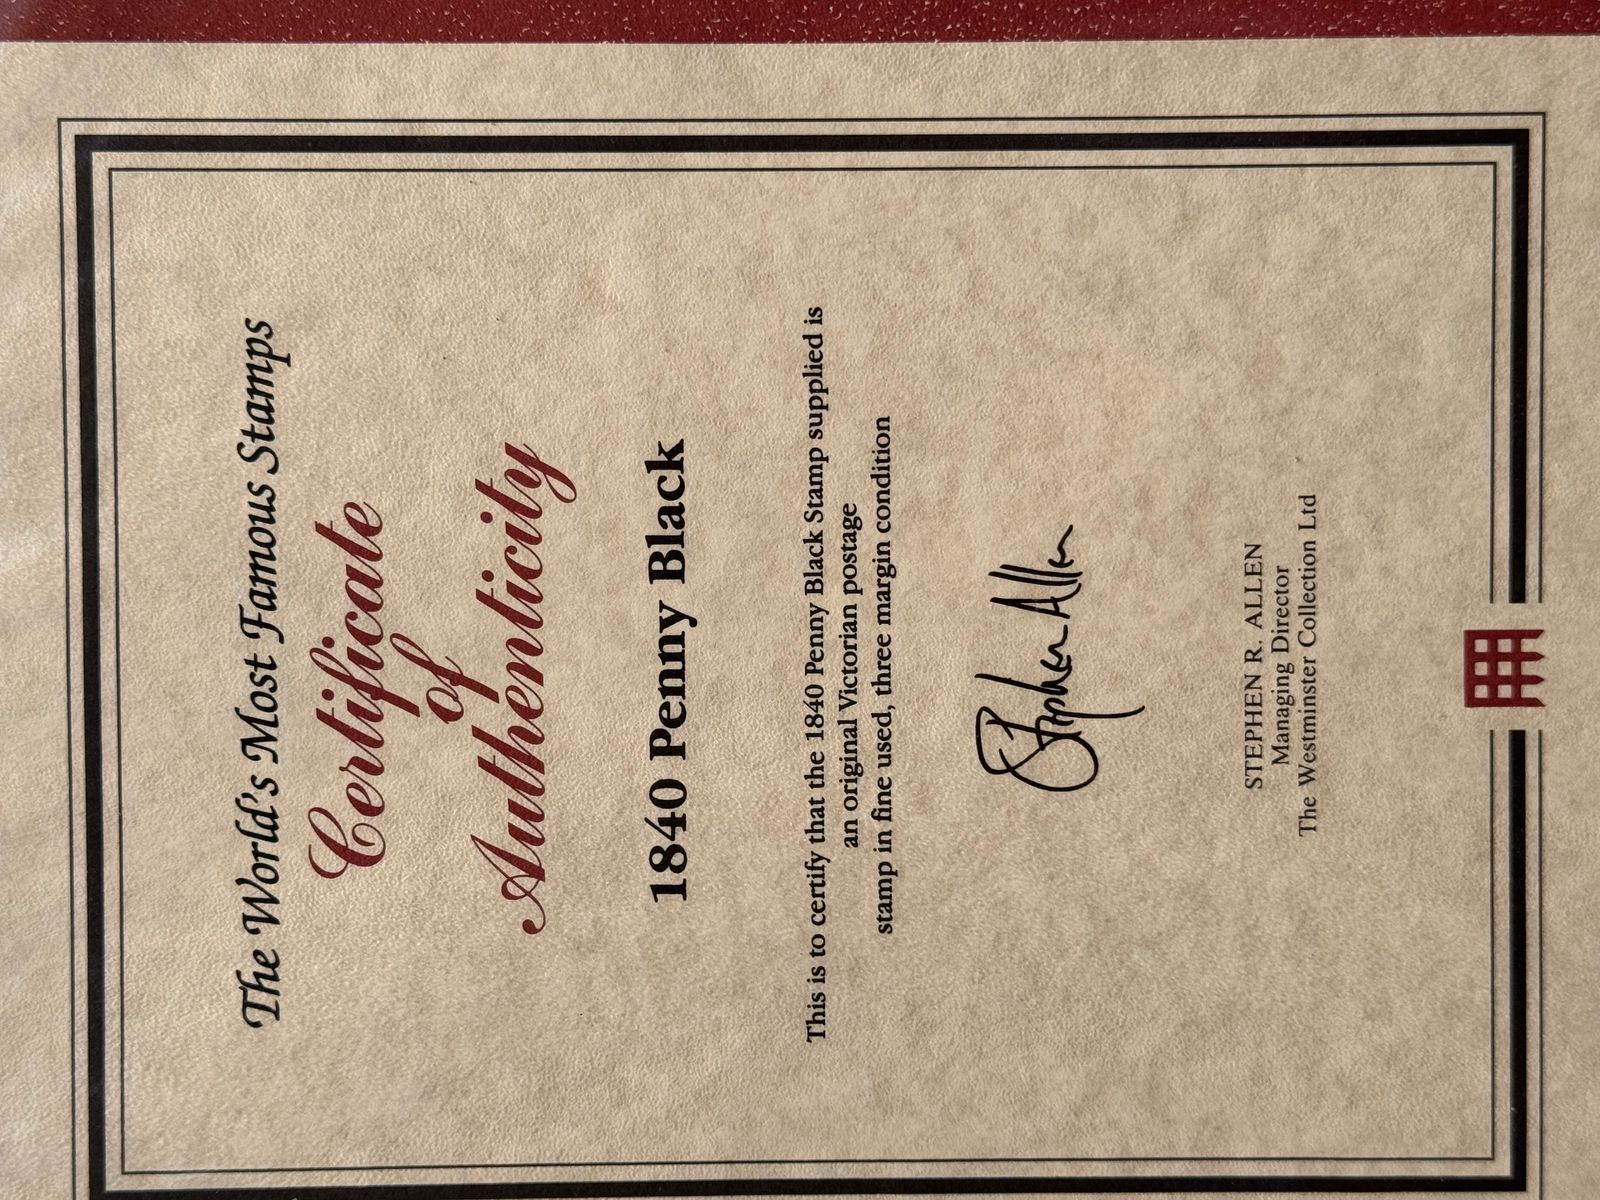 The World's Most Famous Stamps
Certificate
of
Authenticity
1840 Penny Black
This is to certify that the 1840 Penny Black Stamp supplied is
an original Victorian postage
stamp in fine used, three margin condition
Stephen Allen
STEPHEN R. ALLEN
Managing Director
The Westminster Collection Ltd